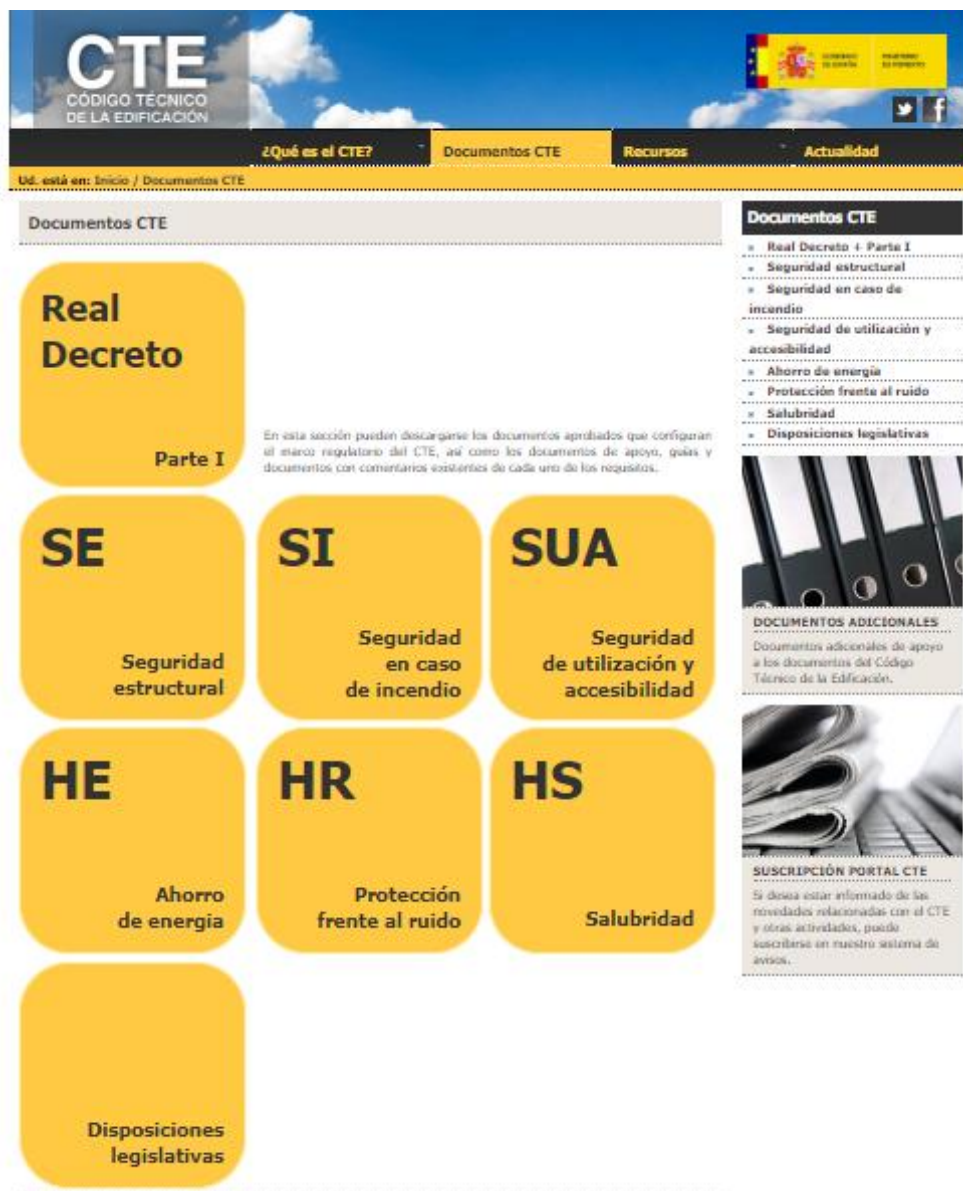 CTE
CÓDIGO TÉCNICO
DE LA EDIFICACIÓN
GOBIERNO
DE ESPAÑA
MINISTERIO
DE FOMENTO
¿Qué es el CTE?
Documentos CTE
Recursos
Actualidad
Ud. está en: Inicio / Documentos CTE
Documentos CTE
Real
Decreto
Parte I
En esta sección pueden descargarse los documentos aprobados que configuran
el marco regulatorio del CTE, así como los documentos de apoyo, guías y
documentos con comentarios existentes de cada uno de los requisitos.
SE
Seguridad
estructural
SI
Seguridad
en caso
de incendio
SUA
Seguridad
de utilización y
accesibilidad
HE
Ahorro
de energia
HR
Protección
frente al ruido
HS
Salubridad
Disposiciones
legislativas
Documentos CTE
Real Decreto + Parte I
Seguridad estructural
Seguridad en caso de
incendio
Seguridad de utilización y
accesibilidad
Ahorro de energía
Protección frente al ruido
Salubridad
Disposiciones legislativas
DOCUMENTOS ADICIONALES
Documentos adicionales de apoyo
a los documentos del Código
Técnico de la Edificación.
SUSCRIPCIÓN PORTAL CTE
Si desea estar informado de las
novedades relacionadas con el CTE
y otras actividades, puede
suscribirse en nuestro sistema de
avisos.